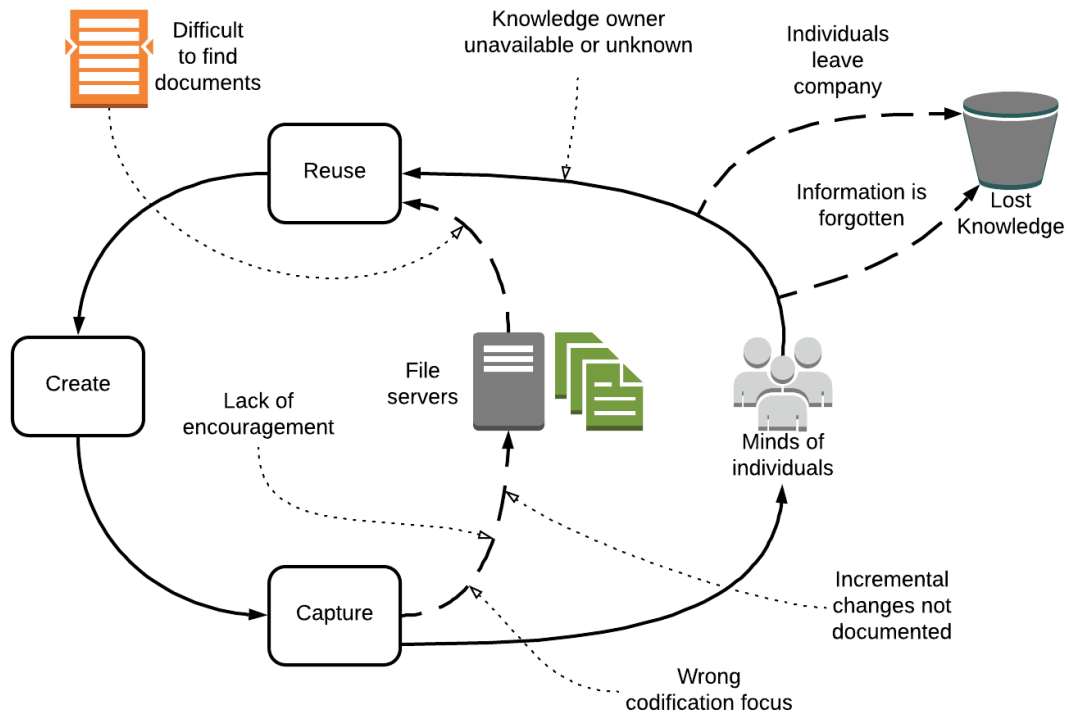 Difficult
to find
documents
Knowledge owner
unavailable or unknown
Individuals
leave
company
Reuse
Information is
forgotten
Lost
Knowledge
Create
File
servers
Lack of
encouragement
Minds of
individuals
Capture
Incremental
changes not
documented
Wrong
codification focus